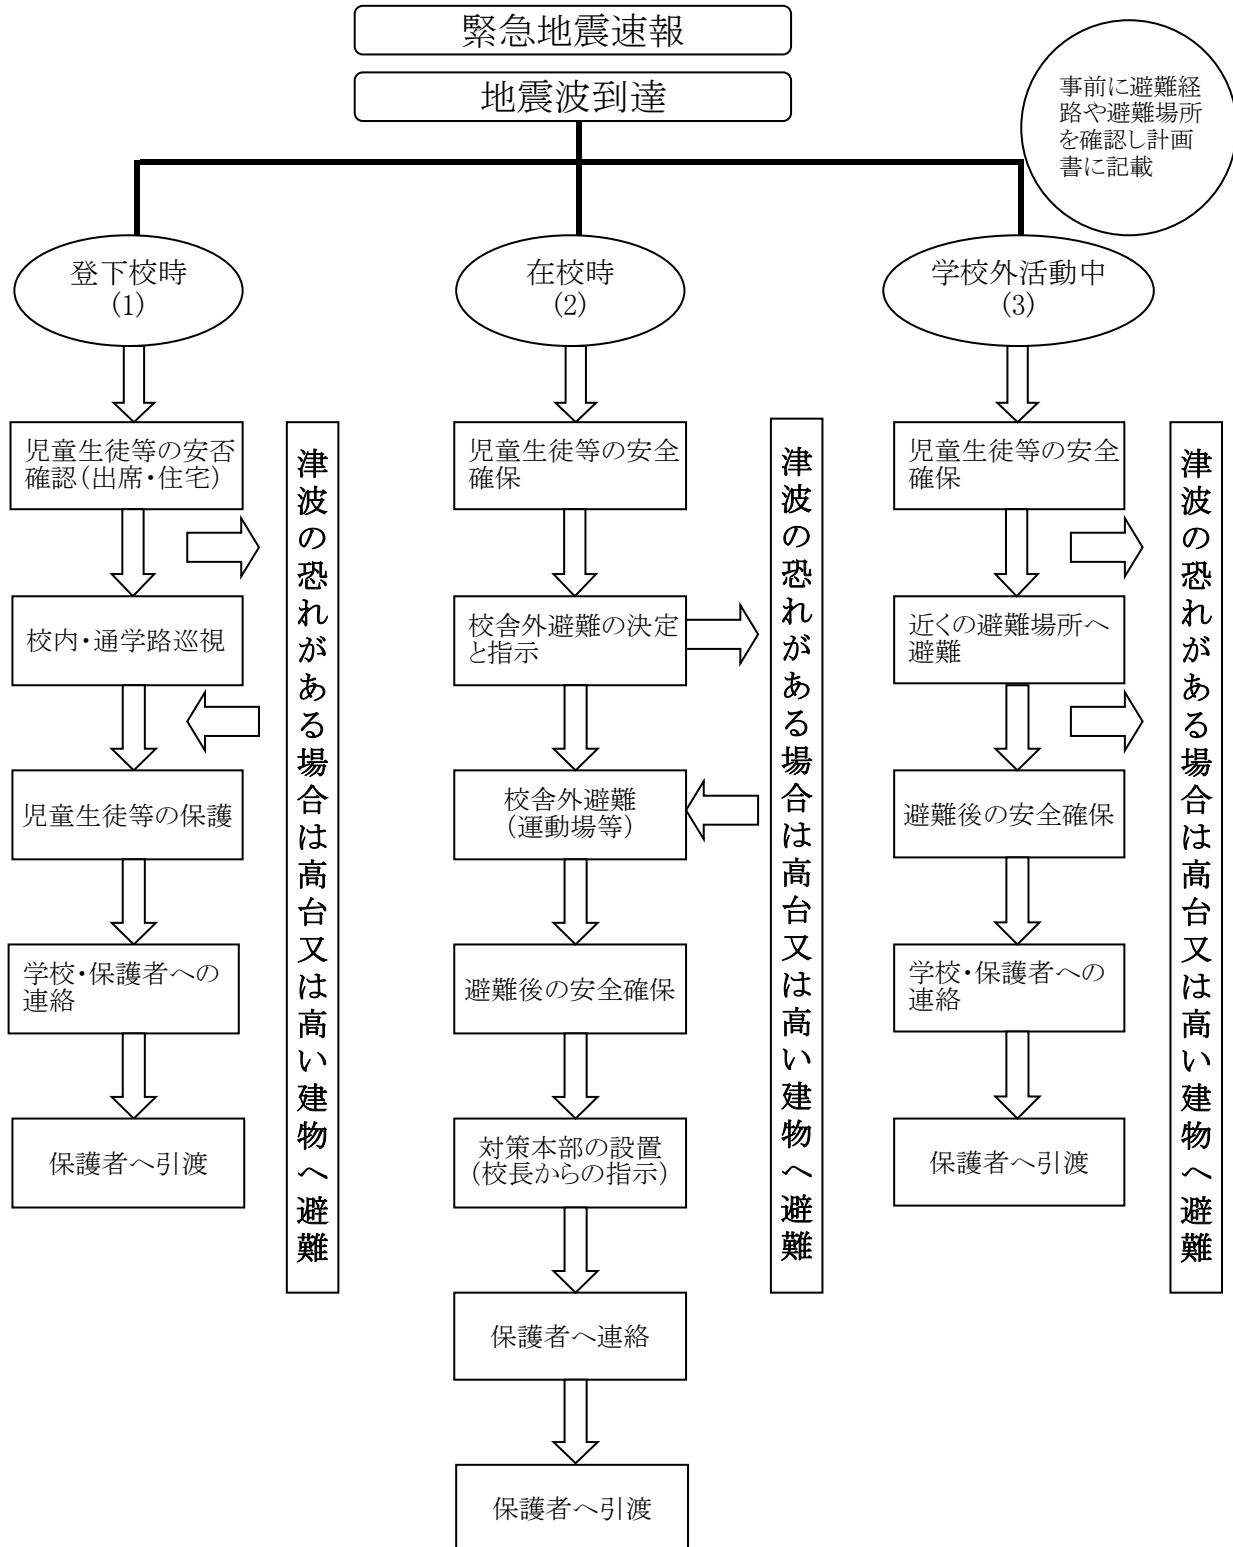 緊急地震速報
地震波到達
事前に避難経
路や避難場所
を確認し計画
書に記載
登下校時
(1)
在校時
(2)
学校外活動中
(3)
児童生徒等の安否
確認(出席・住宅)
校内・通学路巡視
児童生徒等の保護
学校・保護者への
連絡
保護者へ引渡
津波の恐れがある場合は高台又は高い建物へ避難
児童生徒等の安全
確保
校舎外避難の決定
と指示
校舎外避難
(運動場等)
避難後の安全確保
対策本部の設置
(校長からの指示)
保護者へ連絡
保護者へ引渡
津波の恐れがある場合は高台又は高い建物へ避難
児童生徒等の安全
確保
近くの避難場所へ
避難
避難後の安全確保
学校・保護者への
連絡
保護者へ引渡
津波の恐れがある場合は高台又は高い建物へ避難